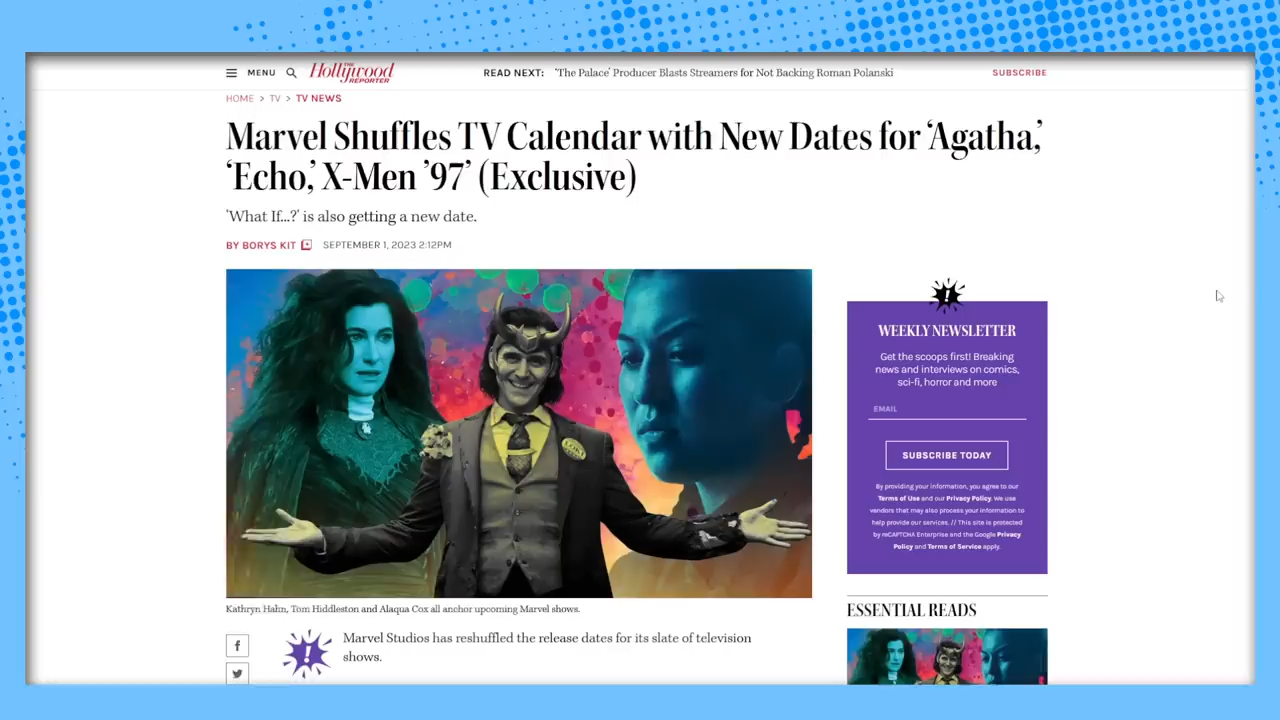 MENU
THE
Hollywood
REPORTER
READ NEXT: 'The Palace' Producer Blasts Streamers for Not Backing Roman Polanski
SUBSCRIBE
HOME > TV > TV NEWS
Marvel Shuffles TV Calendar with New Dates for ‘Agatha,’
‘Echo,’ X-Men ’97’ (Exclusive)
'What If...?' is also getting a new date.
BY BORYS KIT
SEPTEMBER 1, 2023 2:12PM
LOKI
Kathryn Hahn, Tom Hiddleston and Alaqua Cox all anchor upcoming Marvel shows.
f
!
Marvel Studios has reshuffled the release dates for its slate of television
shows.
!
WEEKLY NEWSLETTER
Get the scoops first! Breaking
news and interviews on comics,
sci-fi, horror and more
EMAIL
SUBSCRIBE TODAY
By providing your information, you agree to our
Terms of Use and our Privacy Policy. We use
vendors that may also process your information to
help provide our services. // This site is protected
by reCAPTCHA Enterprise and the Google Privacy
Policy and Terms of Service apply.
ESSENTIAL READS